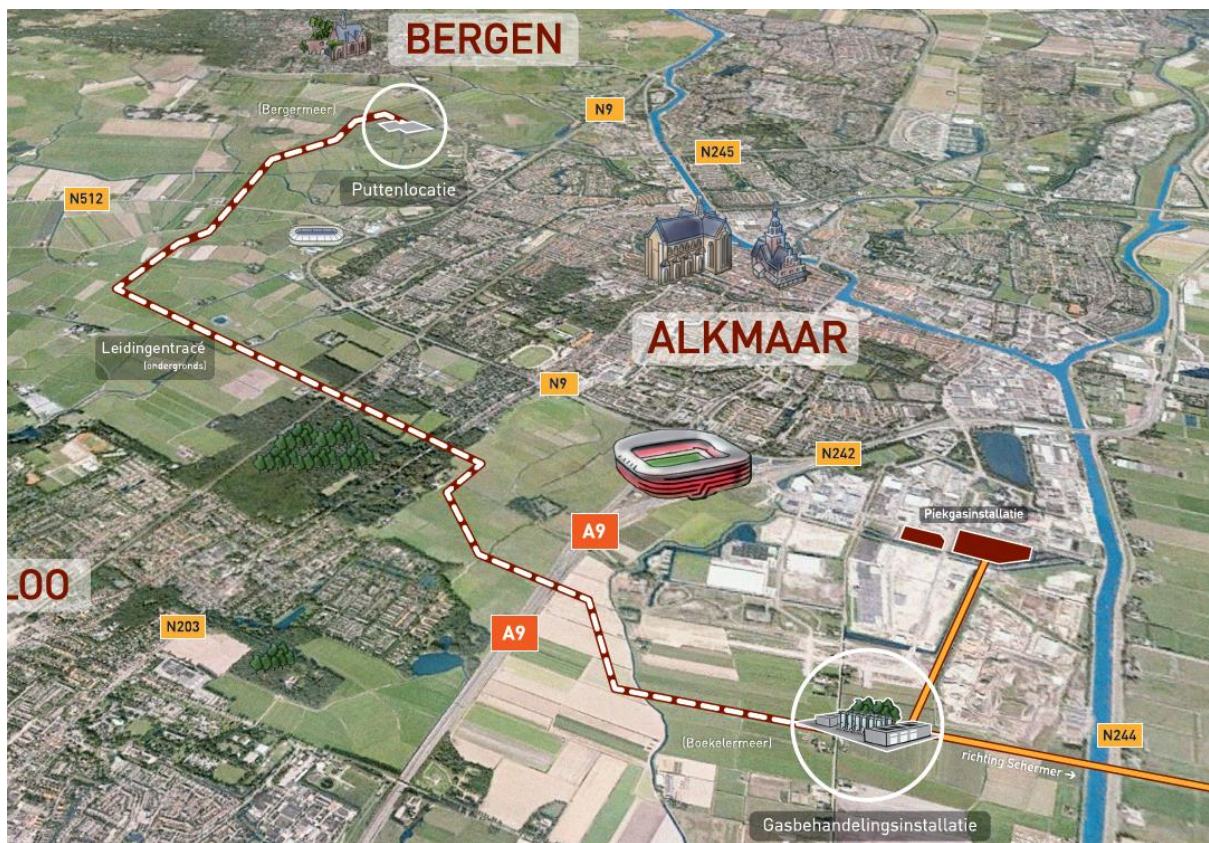 BERGEN
(Bergermeer)
N9
N245
Puttenlocatie
N512
ALKMAAR
Leidingentracé
(ondergronds)
N9
N242
Piekgasinstallatie
A9
LOO
N203
A9
(Boekelermeer)
richting Schermer →
N244
Gasbehandelingsinstallatie